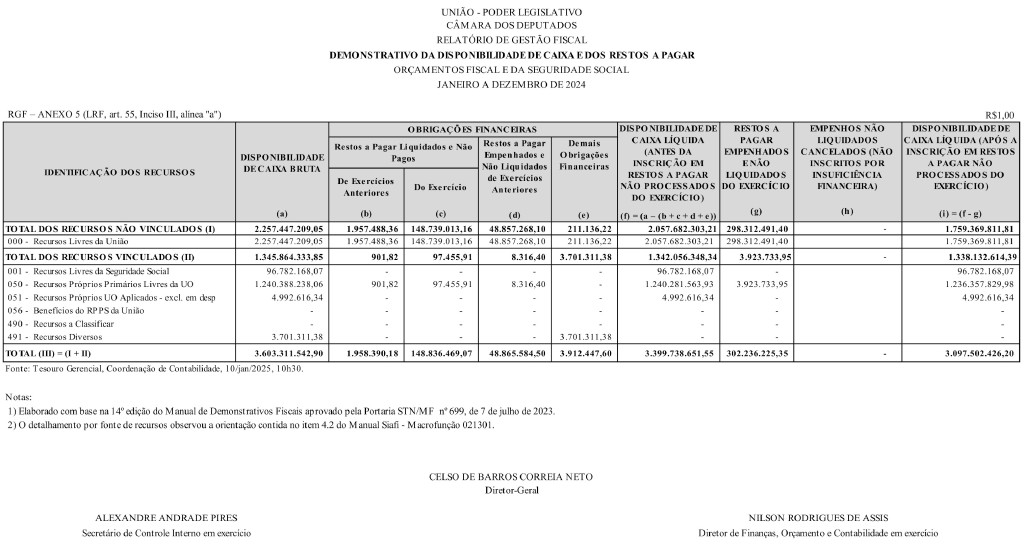 UNIÃO - PODER LEGISLATIVO
CÂMARA DOS DEPUTADOS
RELATÓRIO DE GESTÃO FISCAL
DEMONSTRATIVO DA DISPONIBILIDADE DE CAIXA E DOS RESTOS A PAGAR
ORÇAMENTOS FISCAL E DA SEGURIDADE SOCIAL
JANEIRO A DEZEMBRO DE 2024
RGF – ANEXO 5 (LRF, art. 55, Inciso III, alínea "a") R$1,00
IDENTIFICAÇÃO DOS RECURSOS
DISPONIBILIDADE DE CAIXA BRUTA
(a)
OBRIGAÇÕES FINANCEIRAS
Restos a Pagar Liquidados e Não Pagos
De Exercícios Anteriores
(b)
Do Exercício
(c)
Restos a Pagar Empenhados e Não Liquidados de Exercícios Anteriores
(d)
Demais Obrigações Financeiras
(e)
DISPONIBILIDADE DE CAIXA LÍQUIDA (ANTES DA INSCRIÇÃO EM RESTOS A PAGAR NÃO PROCESSADOS DO EXERCÍCIO)
(f) = (a – (b + c + d + e))
RESTOS A PAGAR EMPENHADOS E NÃO LIQUIDADOS DO EXERCÍCIO
(g)
EMPENHOS NÃO LIQUIDADOS CANCELADOS (NÃO INSCRITOS POR INSUFICIÊNCIA FINANCEIRA)
(h)
DISPONIBILIDADE DE CAIXA LÍQUIDA (APÓS A INSCRIÇÃO EM RESTOS A PAGAR NÃO PROCESSADOS DO EXERCÍCIO)
(i) = (f - g)
TOTAL DOS RECURSOS NÃO VINCULADOS (I) 2.257.447.209,05 1.957.488,36 148.739.013,16 48.857.268,10 211.136,22 2.057.682.303,21 298.312.491,40 - 1.759.369.811,81
000 - Recursos Livres da União 2.257.447.209,05 1.957.488,36 148.739.013,16 48.857.268,10 211.136,22 2.057.682.303,21 298.312.491,40 1.759.369.811,81
TOTAL DOS RECURSOS VINCULADOS (II) 1.345.864.333,85 901,82 97.455,91 8.316,40 3.701.311,38 1.342.056.348,34 3.923.733,95 - 1.338.132.614,39
001 - Recursos Livres da Seguridade Social 96.782.168,07 - - - - 96.782.168,07 - 96.782.168,07
050 - Recursos Próprios Primários Livres da UO 1.240.388.238,06 901,82 97.455,91 8.316,40 - 1.240.281.563,93 3.923.733,95 1.236.357.829,98
051 - Recursos Próprios UO Aplicados - excl. em desp 4.992.616,34 - - - - 4.992.616,34 - 4.992.616,34
056 - Benefícios do RPPS da União - - - - - - - -
490 - Recursos a Classificar - - - - - - - -
491 - Recursos Diversos 3.701.311,38 - - - 3.701.311,38 - - -
TOTAL (III) = (I + II) 3.603.311.542,90 1.958.390,18 148.836.469,07 48.865.584,50 3.912.447,60 3.399.738.651,55 302.236.225,35 - 3.097.502.426,20
Fonte: Tesouro Gerencial, Coordenação de Contabilidade, 10/jan/2025, 10h30.
Notas:
1) Elaborado com base na 14º edição do Manual de Demonstrativos Fiscais aprovado pela Portaria STN/MF nº 699, de 7 de julho de 2023.
2) O detalhamento por fonte de recursos observou a orientação contida no item 4.2 do Manual Siafi - Macrofunção 021301.
CELSO DE BARROS CORREIA NETO
Diretor-Geral
ALEXANDRE ANDRADE PIRES NILSON RODRIGUES DE ASSIS
Secretário de Controle Interno em exercício Diretor de Finanças, Orçamento e Contabilidade em exercício